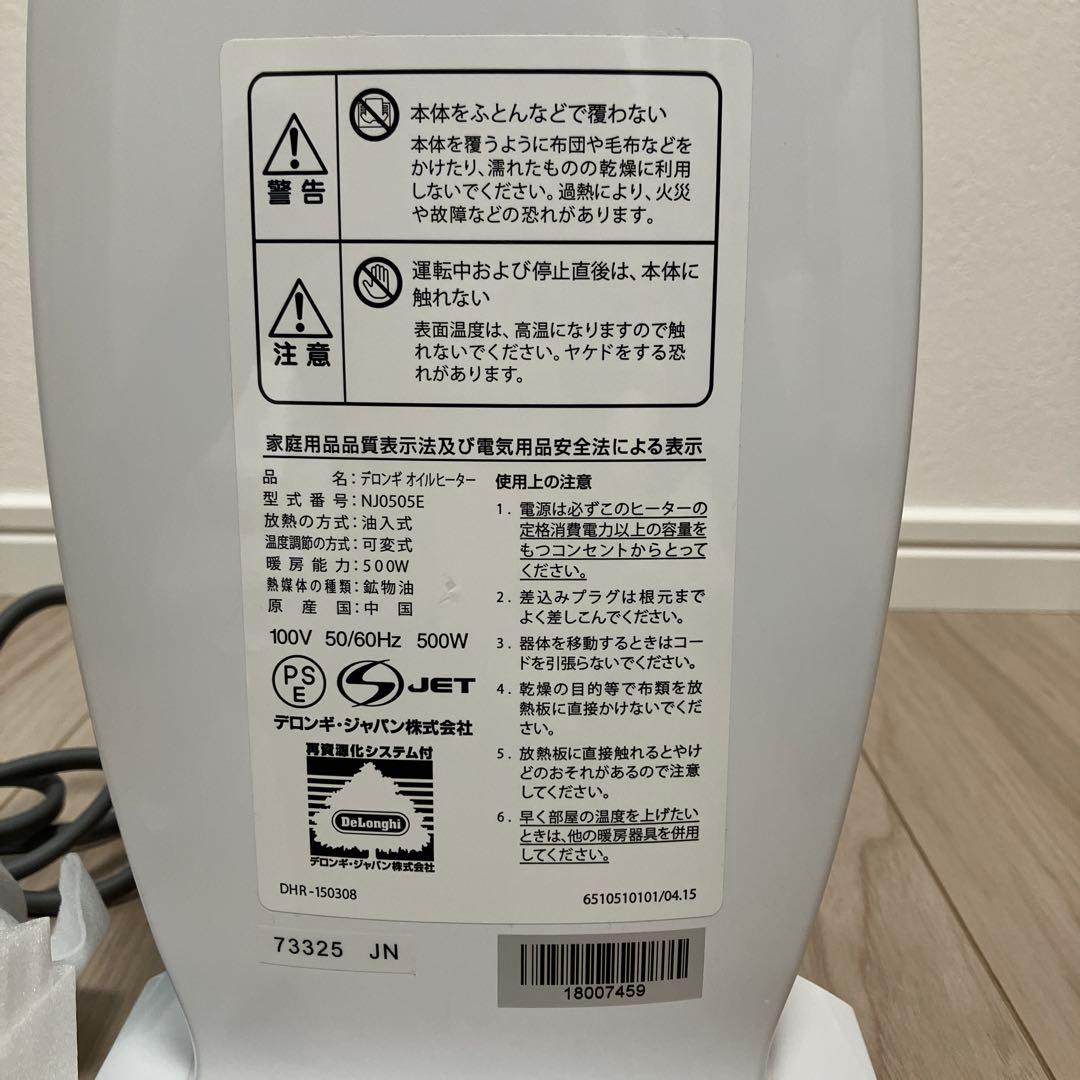 警告
本体をふとんなどで覆わない
本体を覆うように布団や毛布などを
かけたり、濡れたものの乾燥に利用
しないでください。過熱により、火災
や故障などの恐れがあります。
注意
運転中および停止直後は、本体に
触れない
表面温度は、高温になりますので触
れないでください。ヤケドをする恐
れがあります。
家庭用品品質表示法及び電気用品安全法による表示
品名：デロンギ オイルヒーター
型式番号：NJ0505E
放熱の方式：油入式
温度調節の方式：可変式
暖房能力：500W
熱媒体の種類：鉱物油
原産国：中国
100V 50/60Hz 500W
PS
E
JET
デロンギ・ジャパン株式会社
再資源化システム付
DeLonghi
デロンギ・ジャパン株式会社
DHR-150308
使用上の注意
1. 電源は必ずこのヒーターの
定格消費電力以上の容量を
もつコンセントからとって
ください。
2. 差込みプラグは根元まで
よく差しこんでください。
3. 器体を移動するときはコー
ドを引張らないでください。
4. 乾燥の目的等で布類を放
熱板に直接かけないでくだ
さい。
5. 放熱板に直接触れるとやけ
どのおそれがあるので注意
してください。
6. 早く部屋の温度を上げたい
ときは、他の暖房器具を併用
してください。
6510510101/04.15
73325 JN
18007459